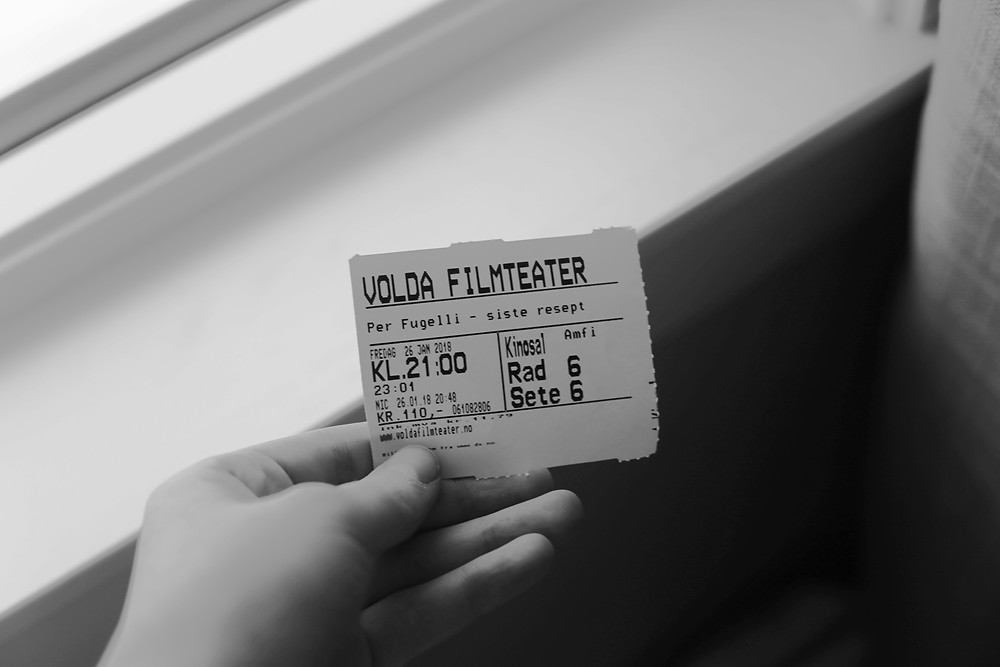 VOLDA FILMTEATER
Per Fugelli - siste resept
FREDAG 26 JAN 2018
KL.21:00
23:01
NIC 26.01.18 20:48
KR.110,- 061082806
Kinosal Amfi
Rad 6
Sete 6
www.voldafilmteater.no